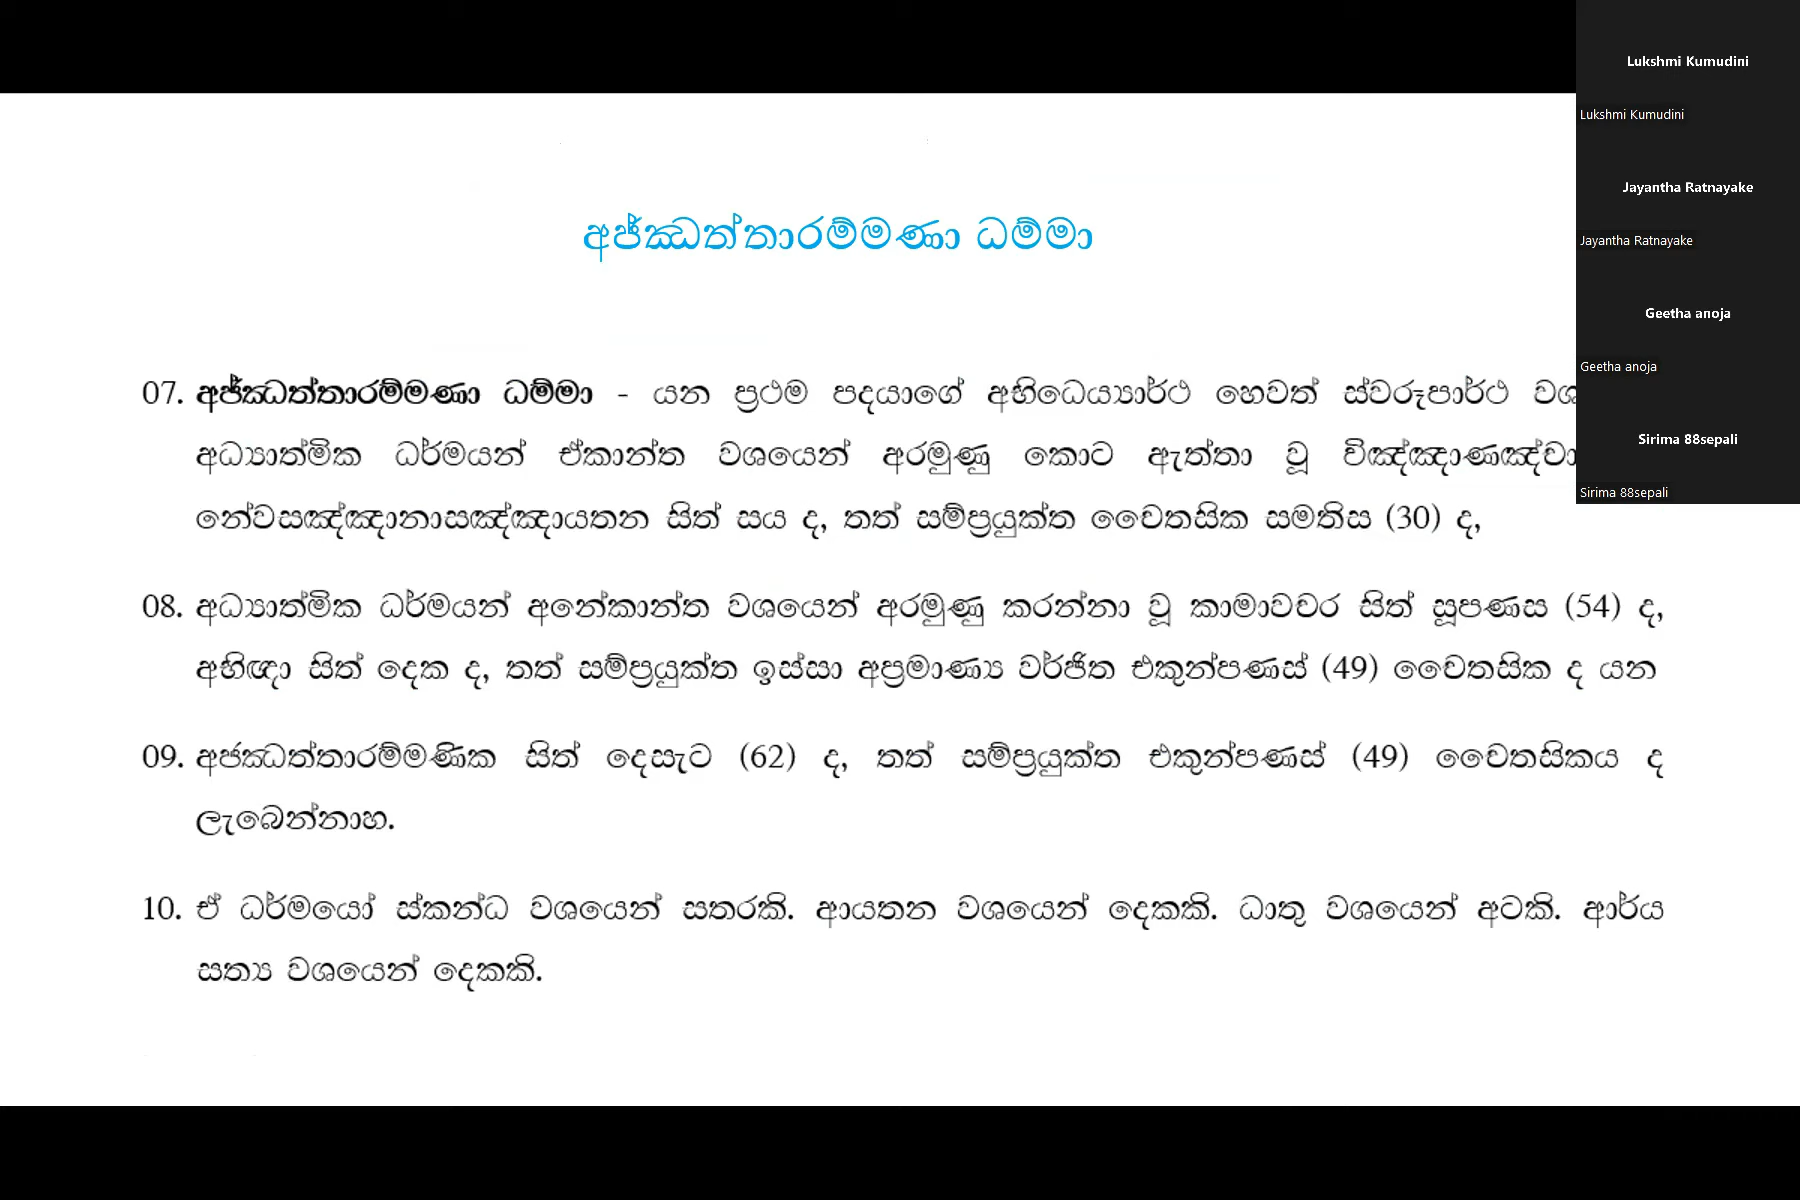 අජ්ඣත්තාරම්මණා ධම්මා
07. අජ්ඣත්තාරම්මණා ධම්මා - යන ප්‍රථම පදයාගේ අභිධෙය්‍යාර්ථ හෙවත් ස්වරූපාර්ථ
අධ්‍යාත්මික ධර්මයන් ඒකාන්ත වශයෙන් අරමුණු කොට ඇත්තා වූ
නේවසඤ්ඤානාසඤ්ඤායතන සිත් සය ද, තත් සම්ප්‍රයුක්ත චෛතසික සමතිස (30) ද,
08. අධ්‍යාත්මික ධර්මයන් අනේකාන්ත වශයෙන් අරමුණු කරන්නා වූ කාමාවචර සිත් සූපණස (54) ද,
අභිඥා සිත් දෙක ද, තත් සම්ප්‍රයුක්ත ඉස්සා අප්‍රමාණ්‍ය වර්ජිත එකුන්පණස් (49) චෛතසික ද යන
09. අජඣත්තාරම්මණික සිත් දෙසැට (62) ද, තත් සම්ප්‍රයුක්ත එකුන්පණස් (49) චෛතසිකය ද
ලැබෙන්නාහ.
10. ඒ ධර්මයෝ ස්කන්ධ වශයෙන් සතරකි. ආයතන වශයෙන් දෙකකි. ධාතු වශයෙන් අටකි. ආර්ය
සත්‍ය වශයෙන් දෙකකි.
Lukshmi Kumudini
Lukshmi Kumudini
Jayantha Ratnayake
Jayantha Ratnayake
Geetha anoja
Geetha anoja
Sirima 88sepali
Sirima 88sepali